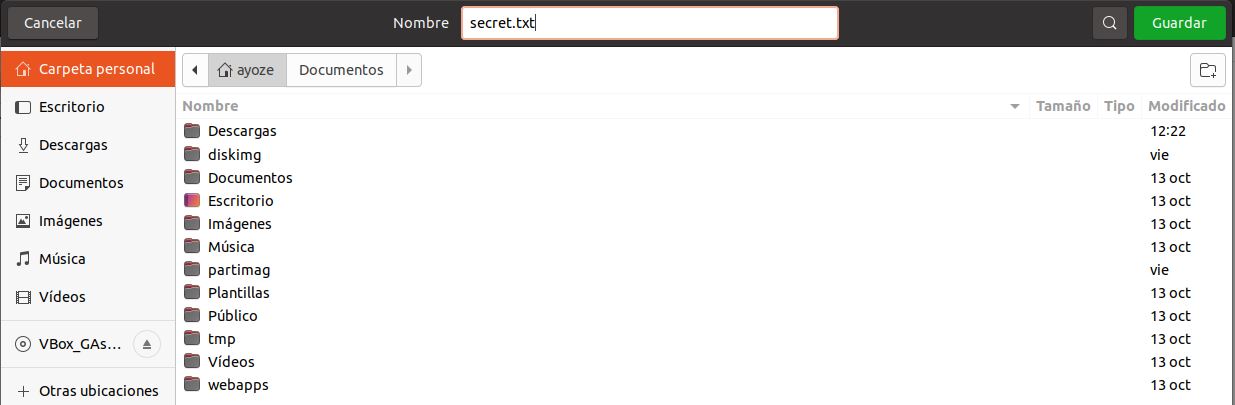 Cancelar Nombre secret.txt Guardar
Carpeta personal
Escritorio
Descargas
Documentos
Imágenes
Música
Vídeos
VBox_GAs...
Otras ubicaciones
ayoze Documentos
Nombre Tamaño Tipo Modificado
Descargas 12:22
diskimg vie
Documentos 13 oct
Escritorio 13 oct
Imágenes 13 oct
Música 13 oct
partimag vie
Plantillas 13 oct
Público 13 oct
tmp 13 oct
Vídeos 13 oct
webapps 13 oct